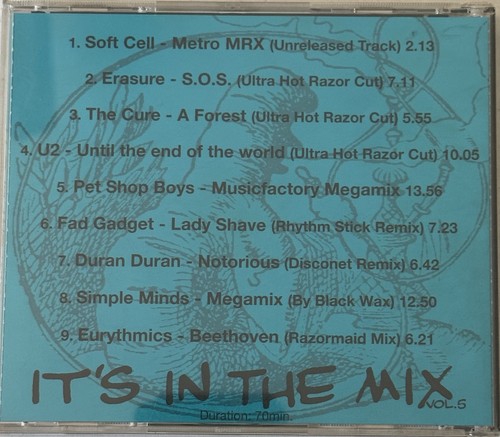 1. Soft Cell - Metro MRX (Unreleased Track) 2.13
2. Erasure - S.O.S. (Ultra Hot Razor Cut) 7.11
3. The Cure - A Forest (Ultra Hot Razor Cut) 5.55
4. U2 - Until the end of the world (Ultra Hot Razor Cut) 10.05
5. Pet Shop Boys - Musicfactory Megamix 13.56
6. Fad Gadget - Lady Shave (Rhythm Stick Remix) 7.23
7. Duran Duran - Notorious (Disconet Remix) 6.42
8. Simple Minds - Megamix (By Black Wax) 12.50
9. Eurythmics - Beethoven (Razormaid Mix) 6.21
IT'S IN THE MIX VOL.5
Duration: 70min.